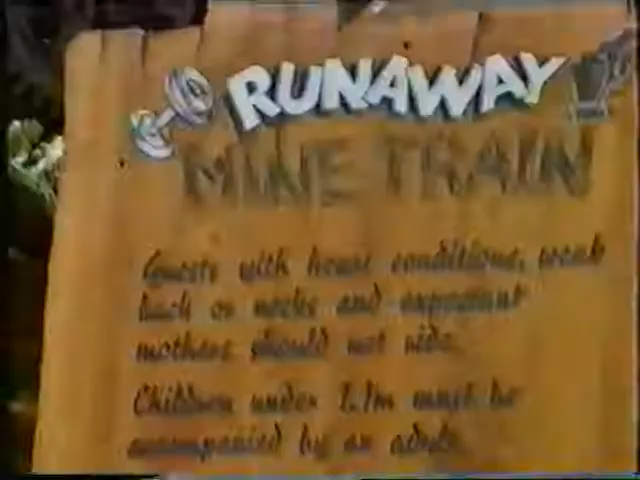 RUNAWAY
MINE TRAIN
Guests with heart conditions, weak
back or necks and expectant
mothers should not ride.
Children under 1.1m must be
accompanied by an adult.